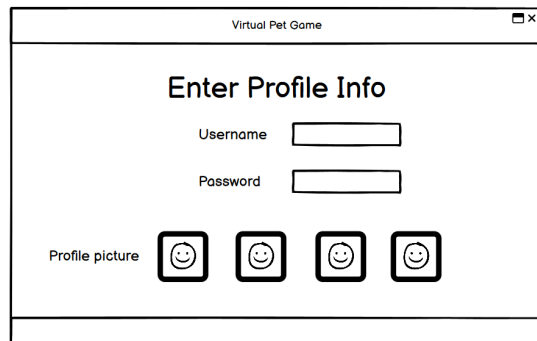 Virtual Pet Game
Enter Profile Info
Username
Password
Profile picture